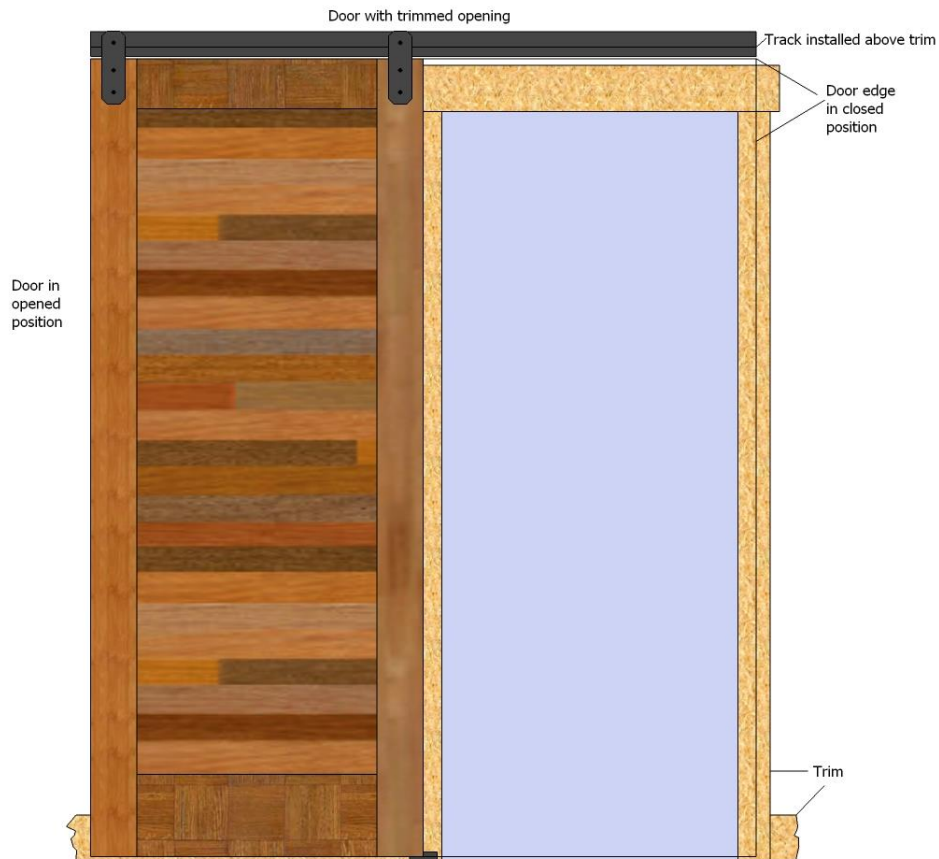 Door with trimmed opening
Track installed above trim
Door edge
in closed
position
Door in
opened
position
Trim